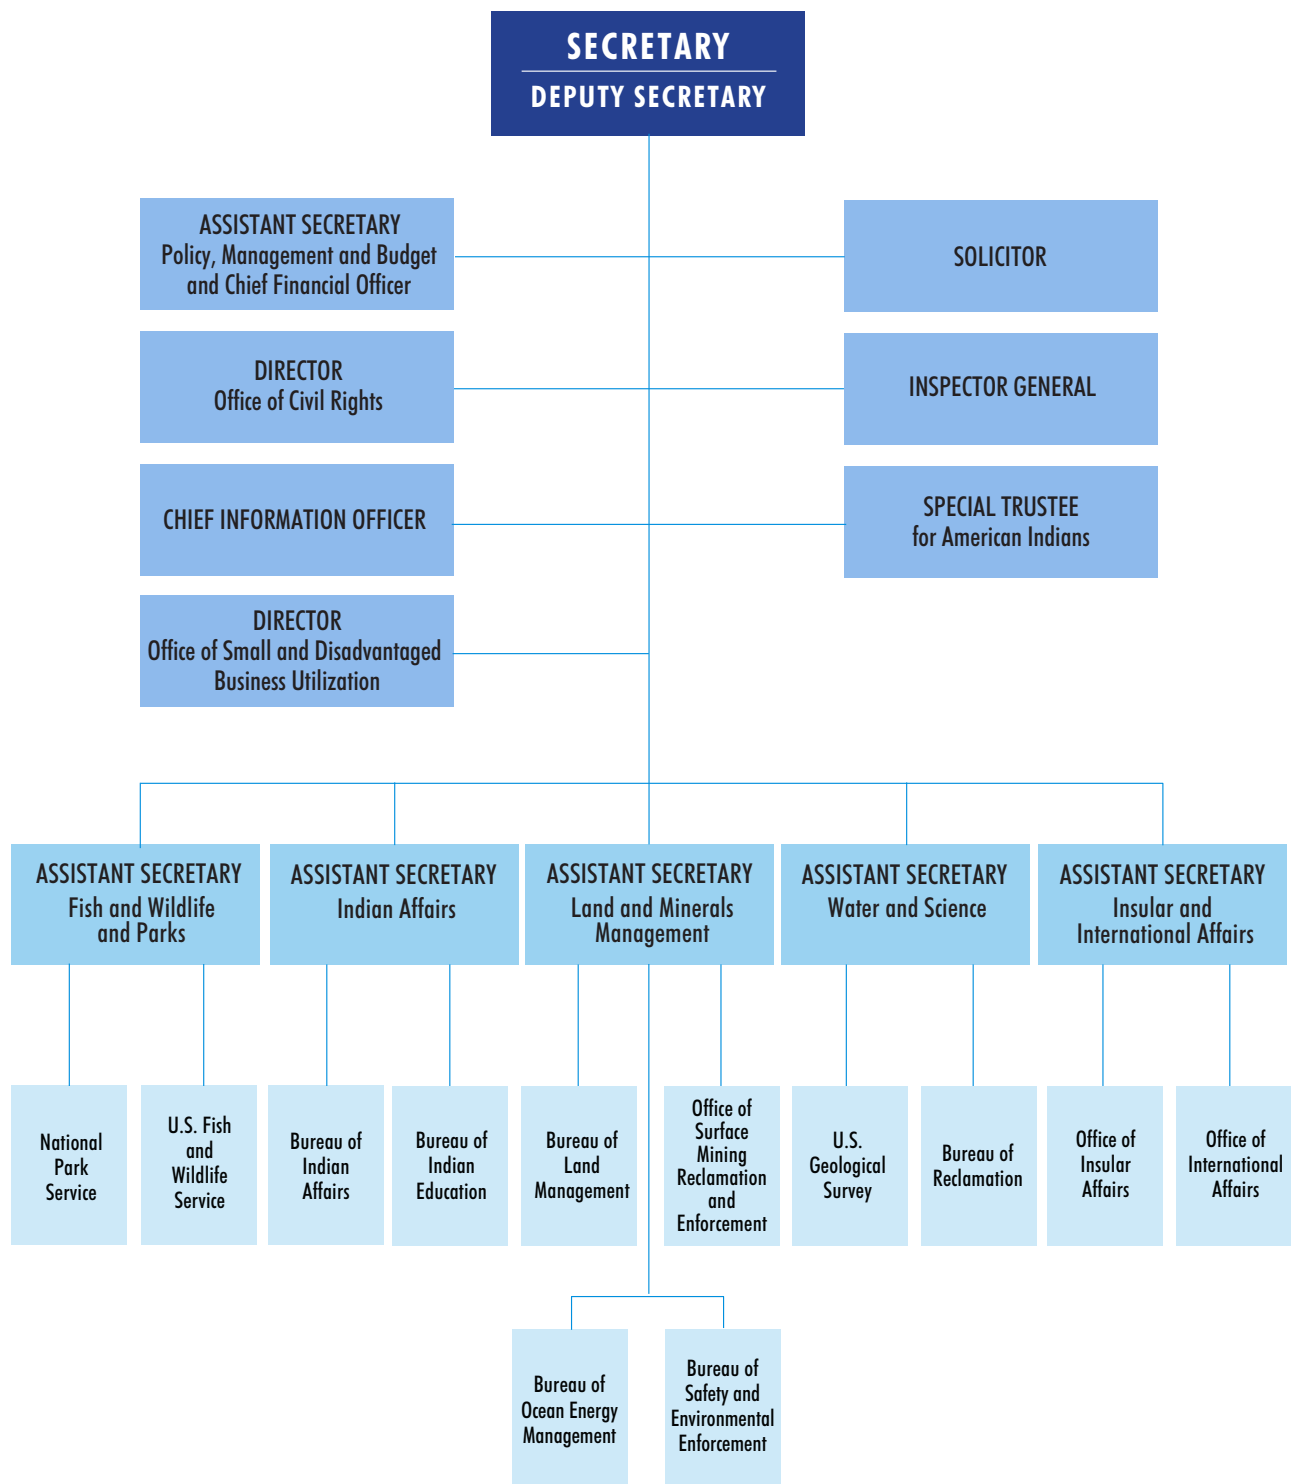 SECRETARY
DEPUTY SECRETARY
ASSISTANT SECRETARY
Policy, Management and Budget
and Chief Financial Officer
SOLICITOR
DIRECTOR
Office of Civil Rights
INSPECTOR GENERAL
CHIEF INFORMATION OFFICER
SPECIAL TRUSTEE
for American Indians
DIRECTOR
Office of Small and Disadvantaged
Business Utilization
ASSISTANT SECRETARY
Fish and Wildlife
and Parks
ASSISTANT SECRETARY
Indian Affairs
ASSISTANT SECRETARY
Land and Minerals
Management
ASSISTANT SECRETARY
Water and Science
ASSISTANT SECRETARY
Insular and
International Affairs
National
Park
Service
U.S. Fish
and
Wildlife
Service
Bureau of
Indian
Affairs
Bureau of
Indian
Education
Bureau of
Land
Management
Office of
Surface
Mining
Reclamation
and
Enforcement
U.S.
Geological
Survey
Bureau of
Reclamation
Office of
Insular
Affairs
Office of
International
Affairs
Bureau of
Ocean Energy
Management
Bureau of
Safety and
Environmental
Enforcement